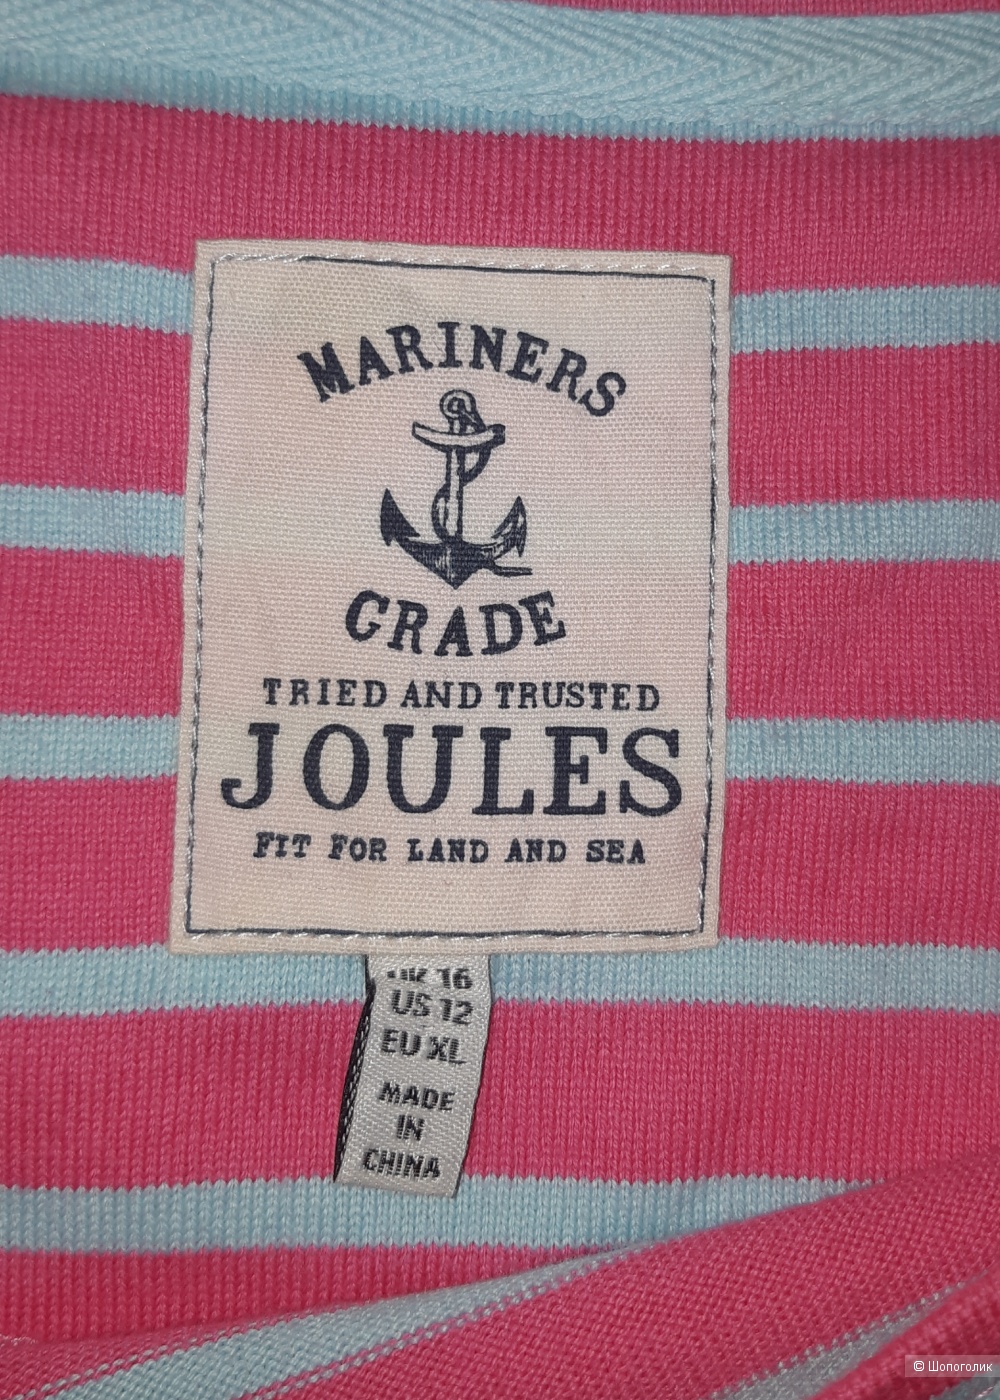 MARINERS
GRADE
TRIED AND TRUSTED
JOULES
FIT FOR LAND AND SEA
UK 16
US 12
EU XL
MADE
IN
CHINA
© Шопоголик